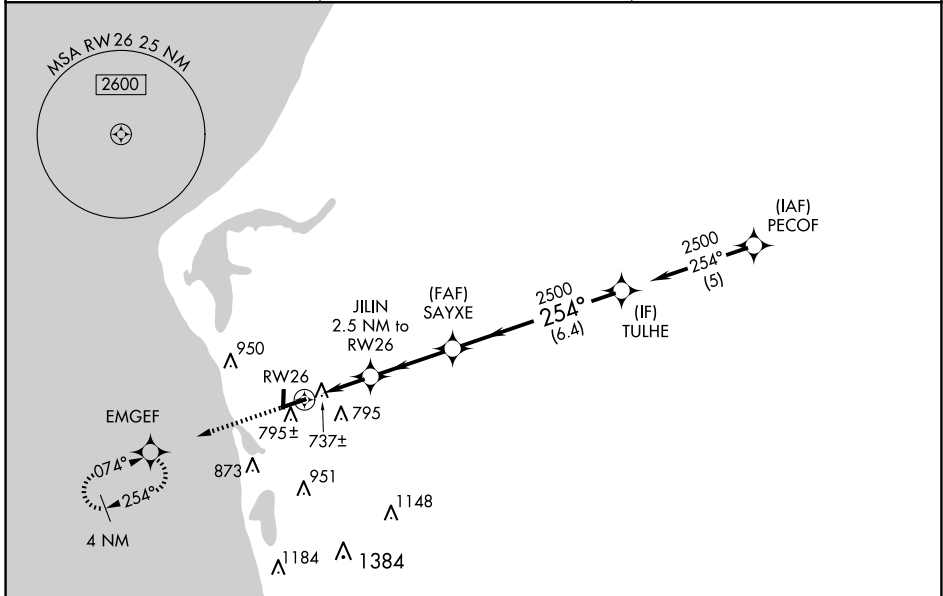 MSA RW26 25 NM
2600
(IAF)
PECOF
2500
254°
(5)
(IF)
TULHE
2500
254°
(6.4)
(FAF)
SAYXE
JILIN
2.5 NM to
RW26
950
RW26
795
795±
737±
EMGEF
074°
254°
4 NM
873
951
1148
1184
1384